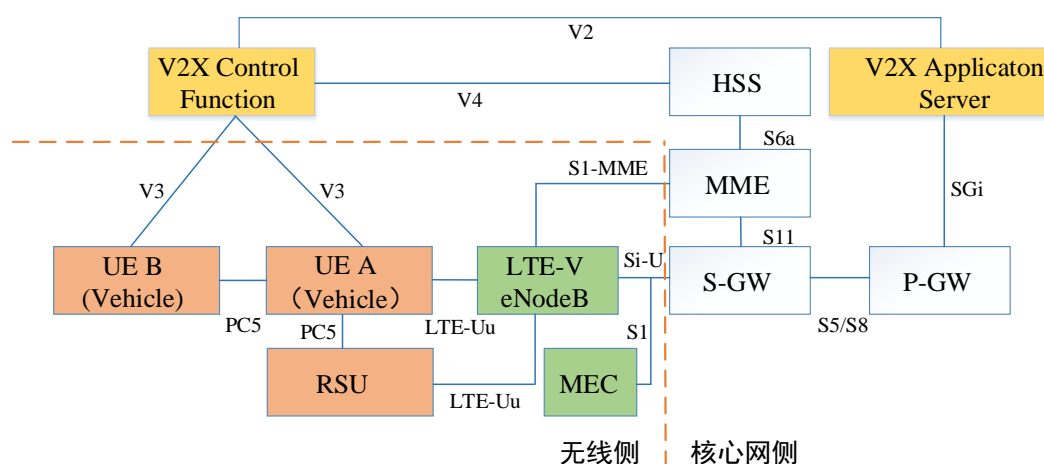 V2
V2X Control
Function
V4
HSS
V2X Applicaton
Server
S6a
S1-MME
MME
V3
V3
SGi
S11
UE B
(Vehicle)
UE A
（Vehicle）
LTE-V
eNodeB
Si-U
S-GW
P-GW
PC5
PC5
LTE-Uu
S1
S5/S8
RSU
LTE-Uu
MEC
无线侧
核心网侧